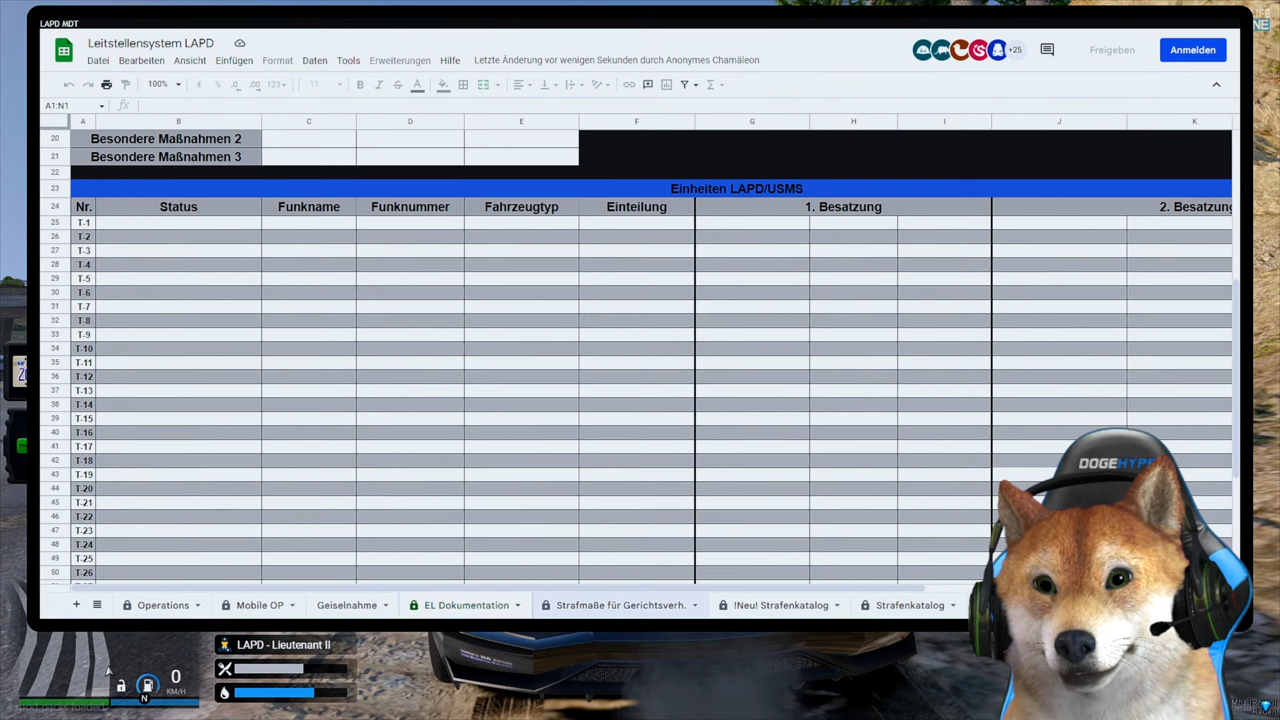 LAPD MDT
Leitstellensystem LAPD
Datei Bearbeiten Ansicht Einfügen Format Daten Tools Erweiterungen Hilfe Letzte Änderung vor wenigen Sekunden durch Anonymes Chamäleon
+25
Freigeben
Anmelden
100% € % .0 .00 123 11 B I S A Σ
A1:N1 fx
A B C D E F G H I J K
20 Besondere Maßnahmen 2
21 Besondere Maßnahmen 3
22
23 Einheiten LAPD/USMS
24 Nr. Status Funkname Funknummer Fahrzeugtyp Einteilung 1. Besatzung 2. Besatzung
25 T-1
26 T-2
27 T-3
28 T-4
29 T-5
30 T-6
31 T-7
32 T-8
33 T-9
34 T-10
35 T-11
36 T-12
37 T-13
38 T-14
39 T-15
40 T-16
41 T-17
42 T-18
43 T-19
44 T-20
45 T-21
46 T-22
47 T-23
48 T-24
49 T-25
50 T-26
Operations Mobile OP Geiselnahme EL Dokumentation Strafmaße für Gerichtsverh. !Neu! Strafenkatalog Strafenkatalog
DOGEHYPE
LAPD - Lieutenant II
0
KM/H
N